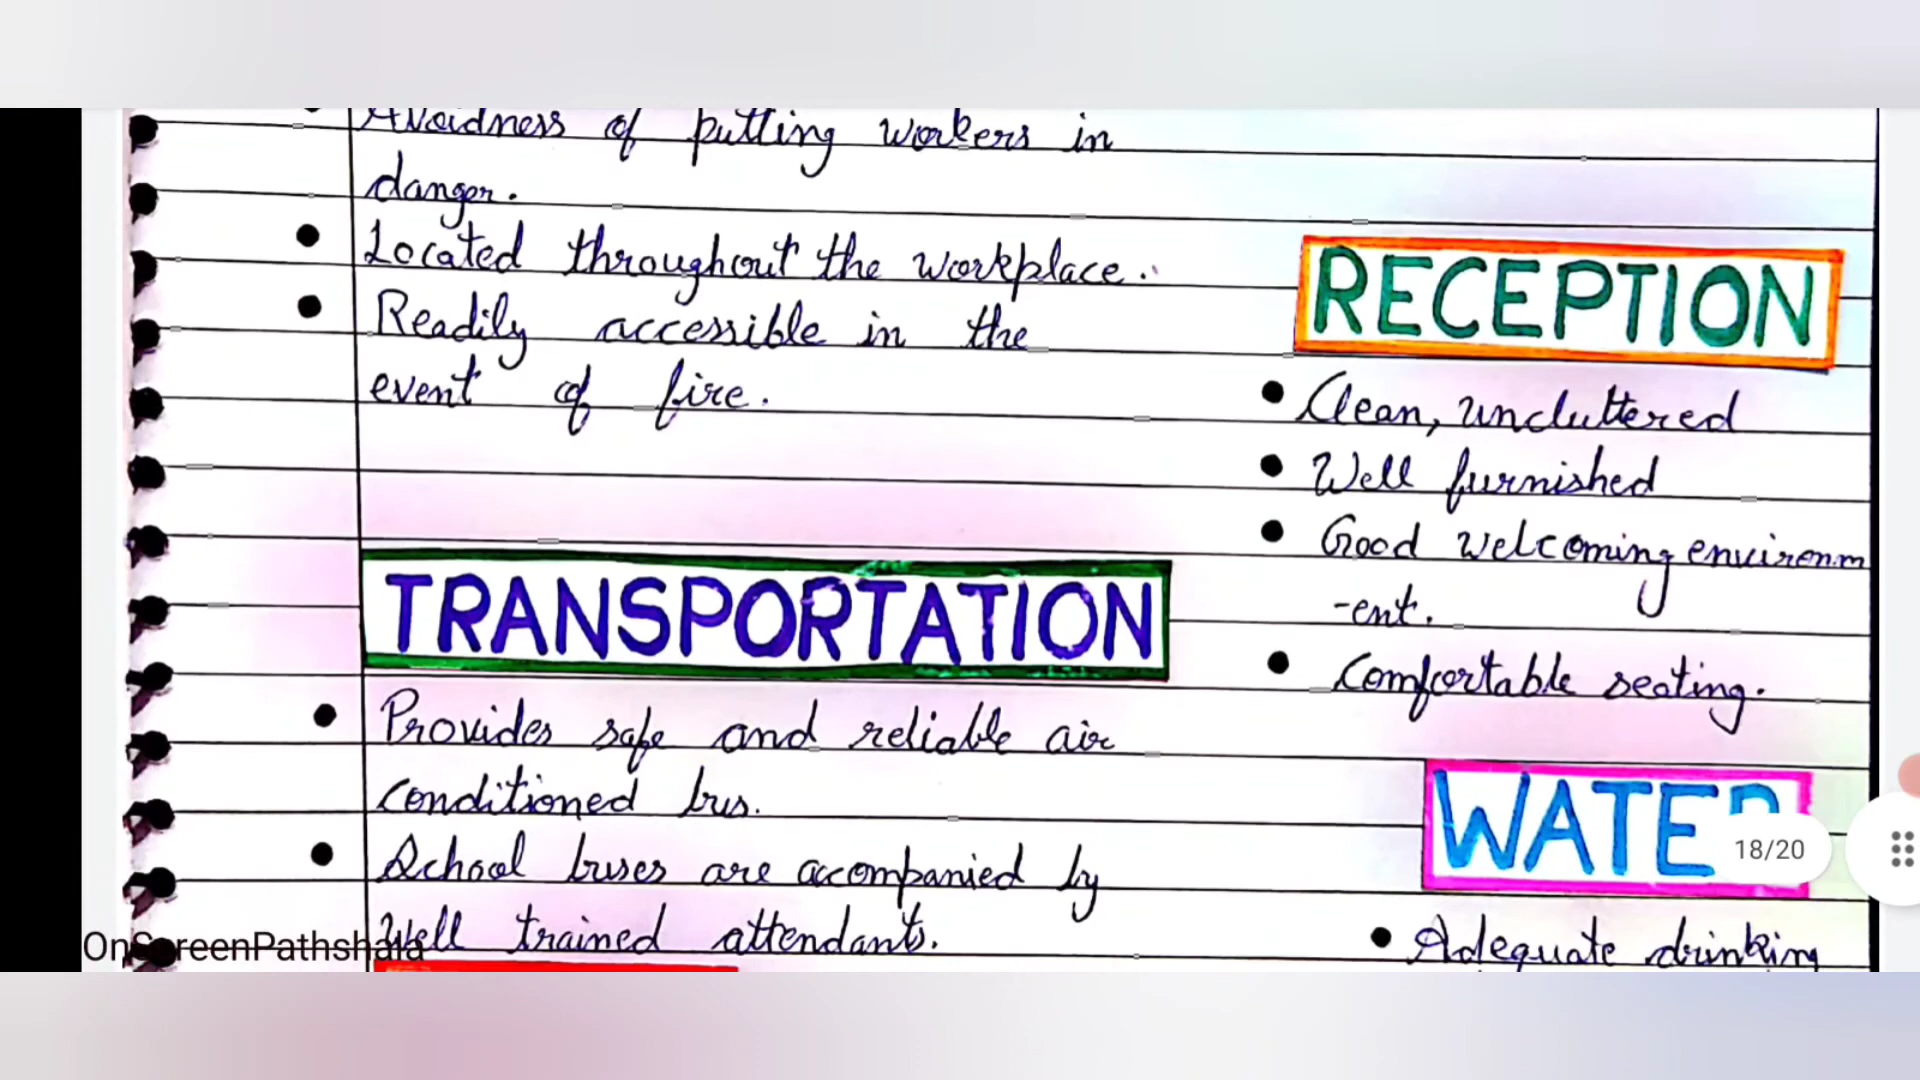 Avoidness of putting workers in
danger.
Located throughout the workplace.
Readily accessible in the
event of fire.
TRANSPORTATION
Provides safe and reliable air
conditioned bus.
School buses are accompanied by
Well trained attendants.
RECEPTION
Clean, uncluttered
Well furnished
Good welcoming environm
-ent.
Comfortable seating.
WATER
18/20
Adequate drinking
OnScreenPathshala